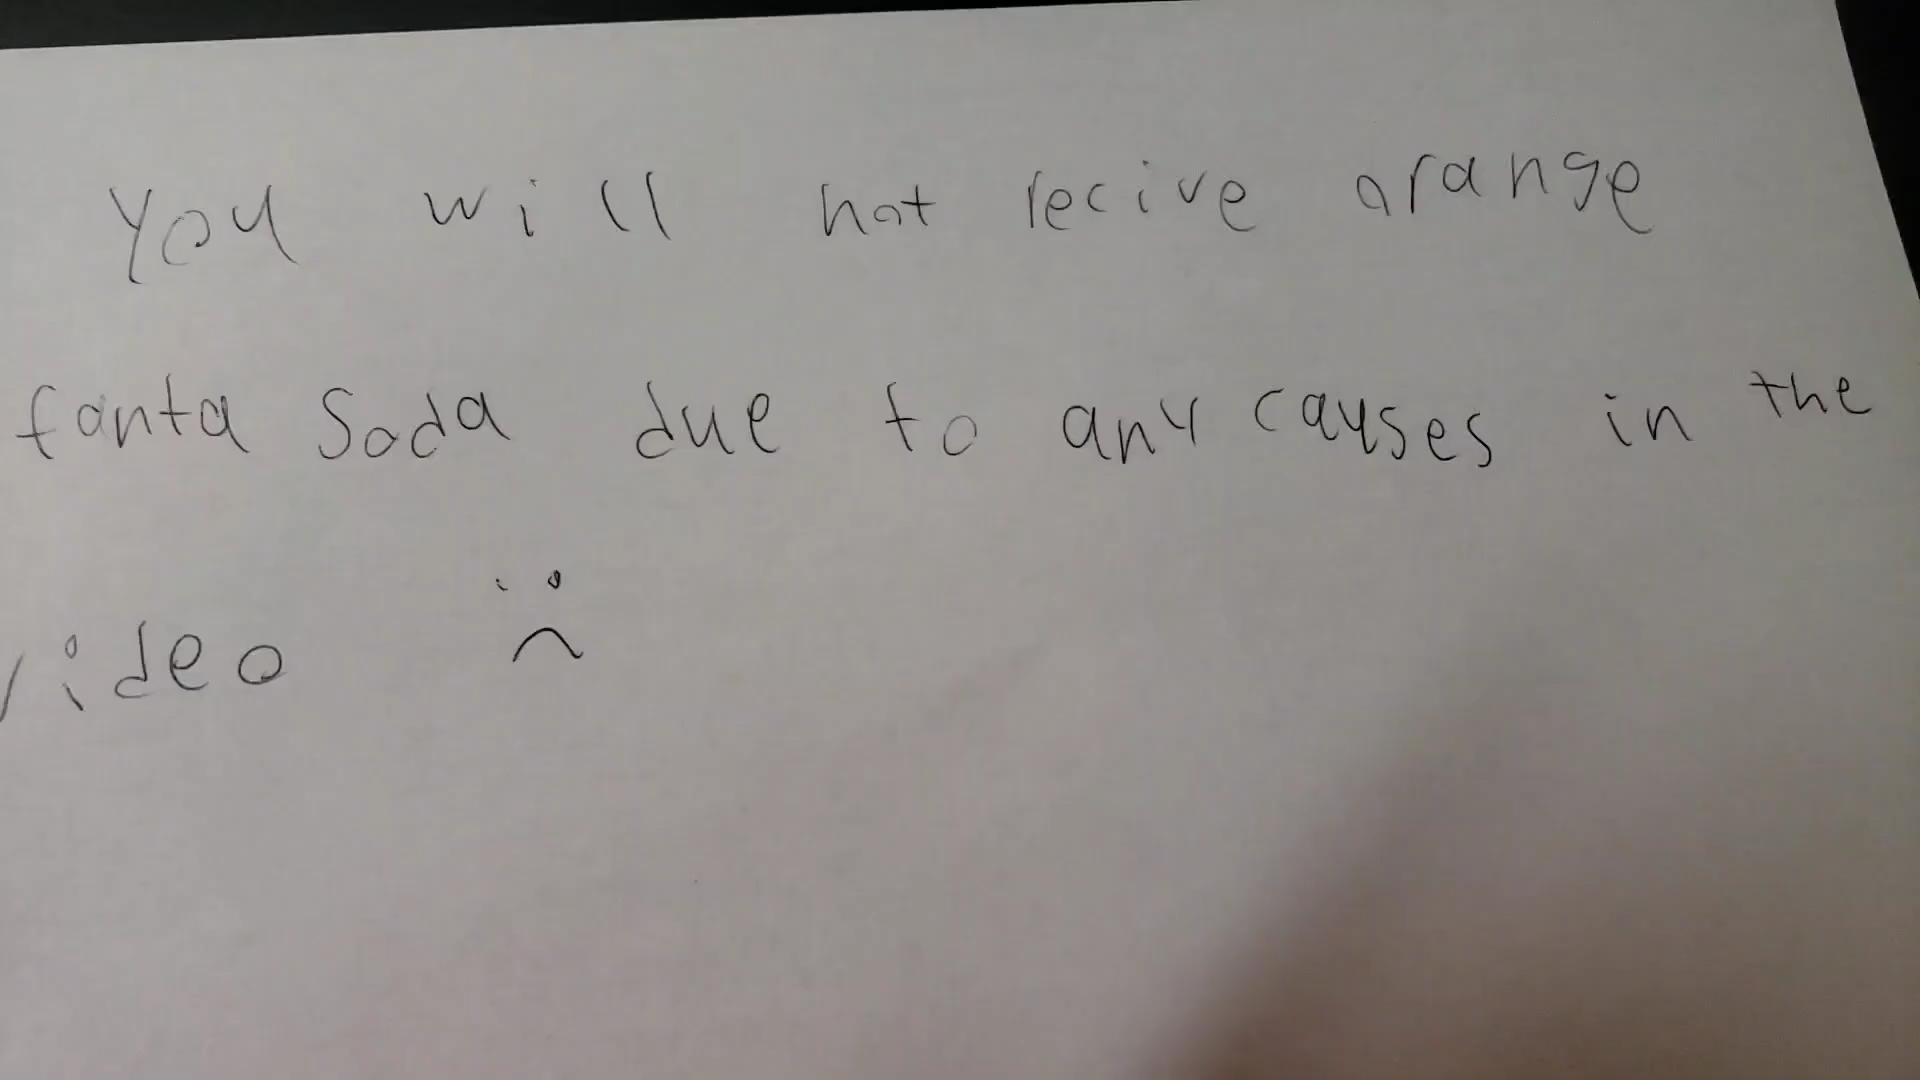 You will not recive orange
fanta Soda due to any causes in the
video :(